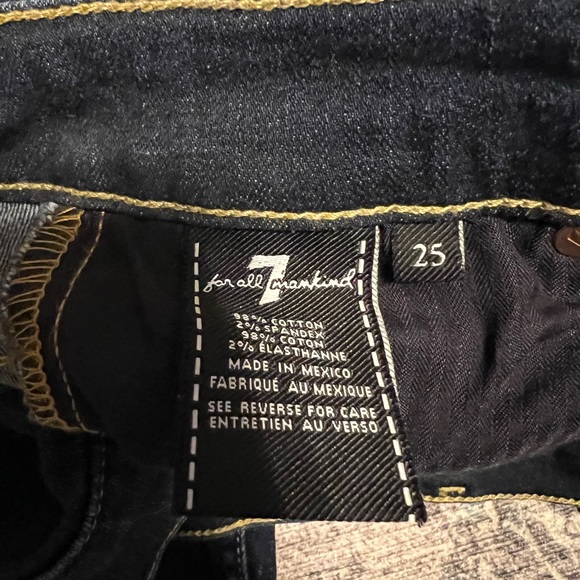 7
for all mankind
25
98% COTTON
2% SPANDEX
98% COTON
2% ÉLASTHANNE
MADE IN MEXICO
FABRIQUÉ AU MEXIQUE
SEE REVERSE FOR CARE
ENTRETIEN AU VERSO